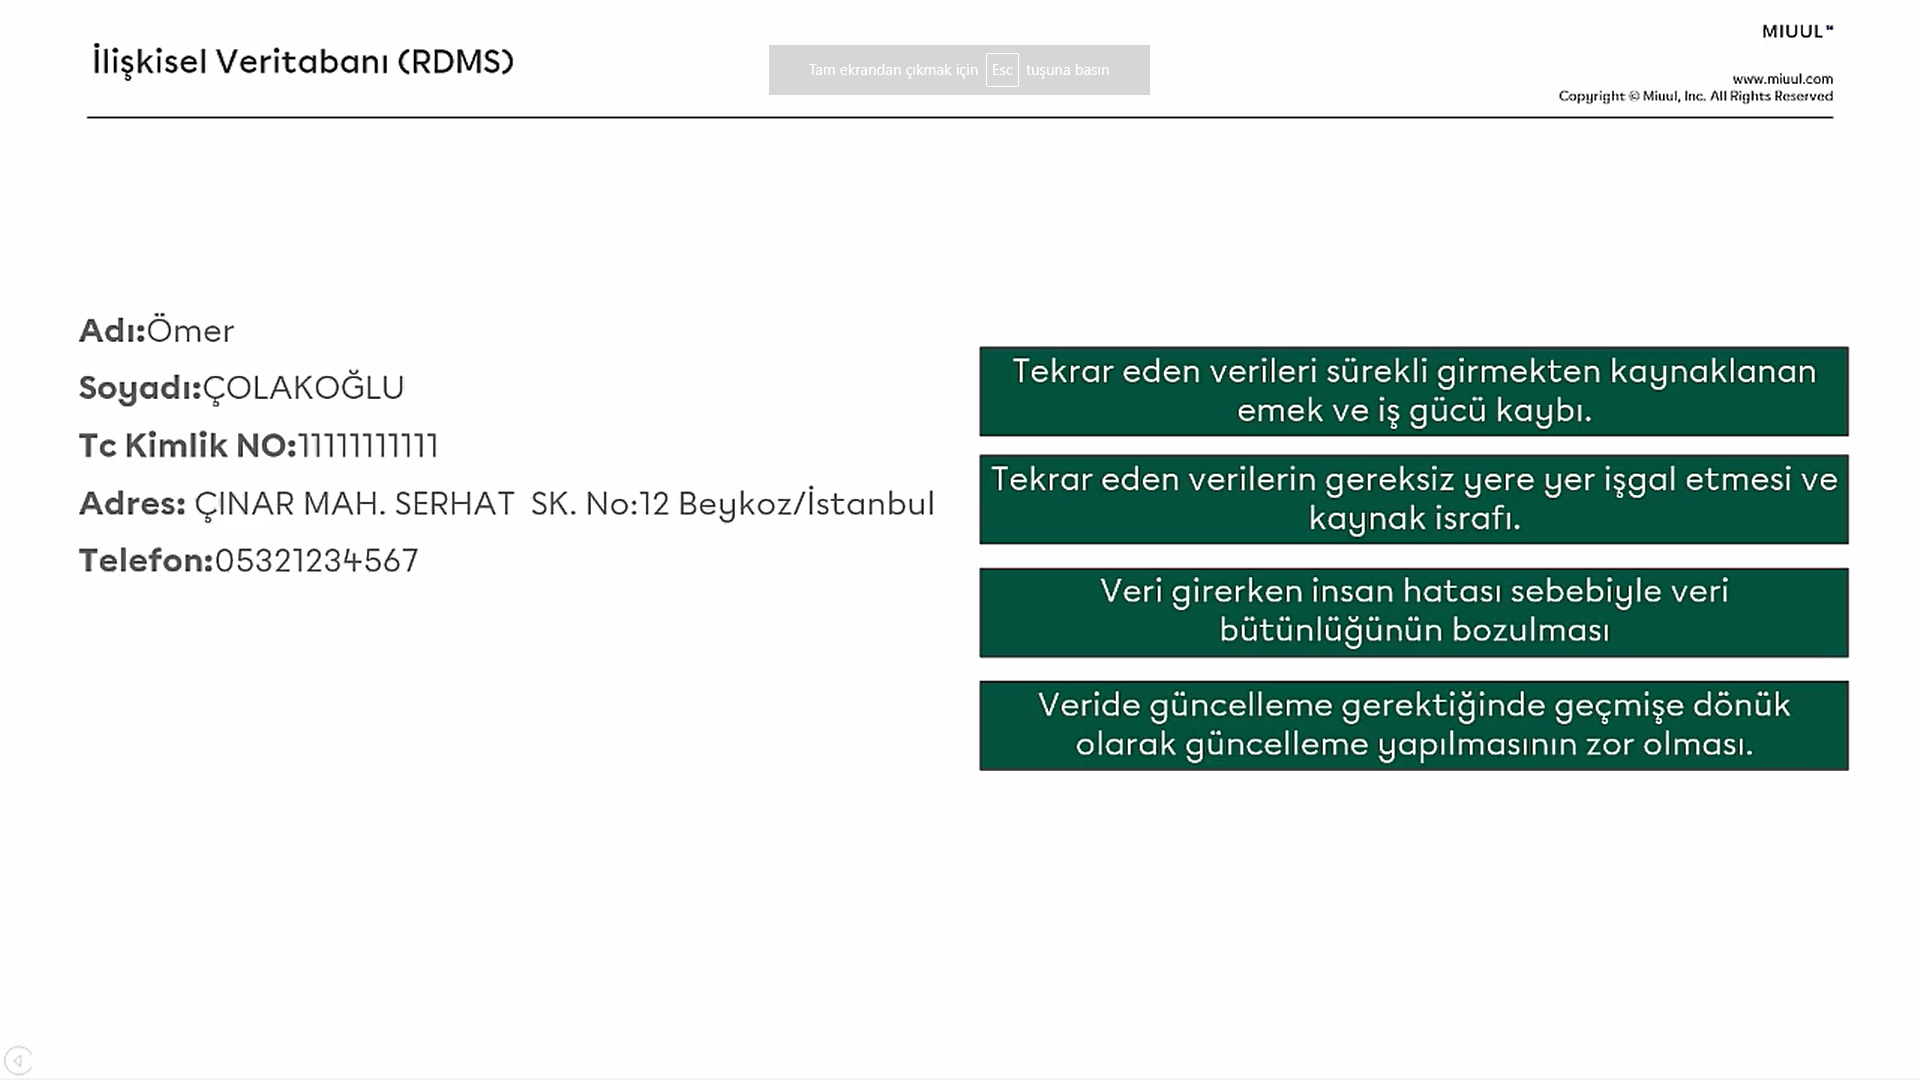 İlişkisel Veritabanı (RDMS)
Tam ekrandan çıkmak için Esc tuşuna basın
MIUUL™
www.miuul.com
Copyright © Miuul, Inc. All Rights Reserved
Adı:Ömer
Soyadı:ÇOLAKOĞLU
Tc Kimlik NO:11111111111
Adres: ÇINAR MAH. SERHAT SK. No:12 Beykoz/İstanbul
Telefon:05321234567
Tekrar eden verileri sürekli girmekten kaynaklanan
emek ve iş gücü kaybı.
Tekrar eden verilerin gereksiz yere yer işgal etmesi ve
kaynak israfı.
Veri girerken insan hatası sebebiyle veri
bütünlüğünün bozulması
Veride güncelleme gerektiğinde geçmişe dönük
olarak güncelleme yapılmasının zor olması.